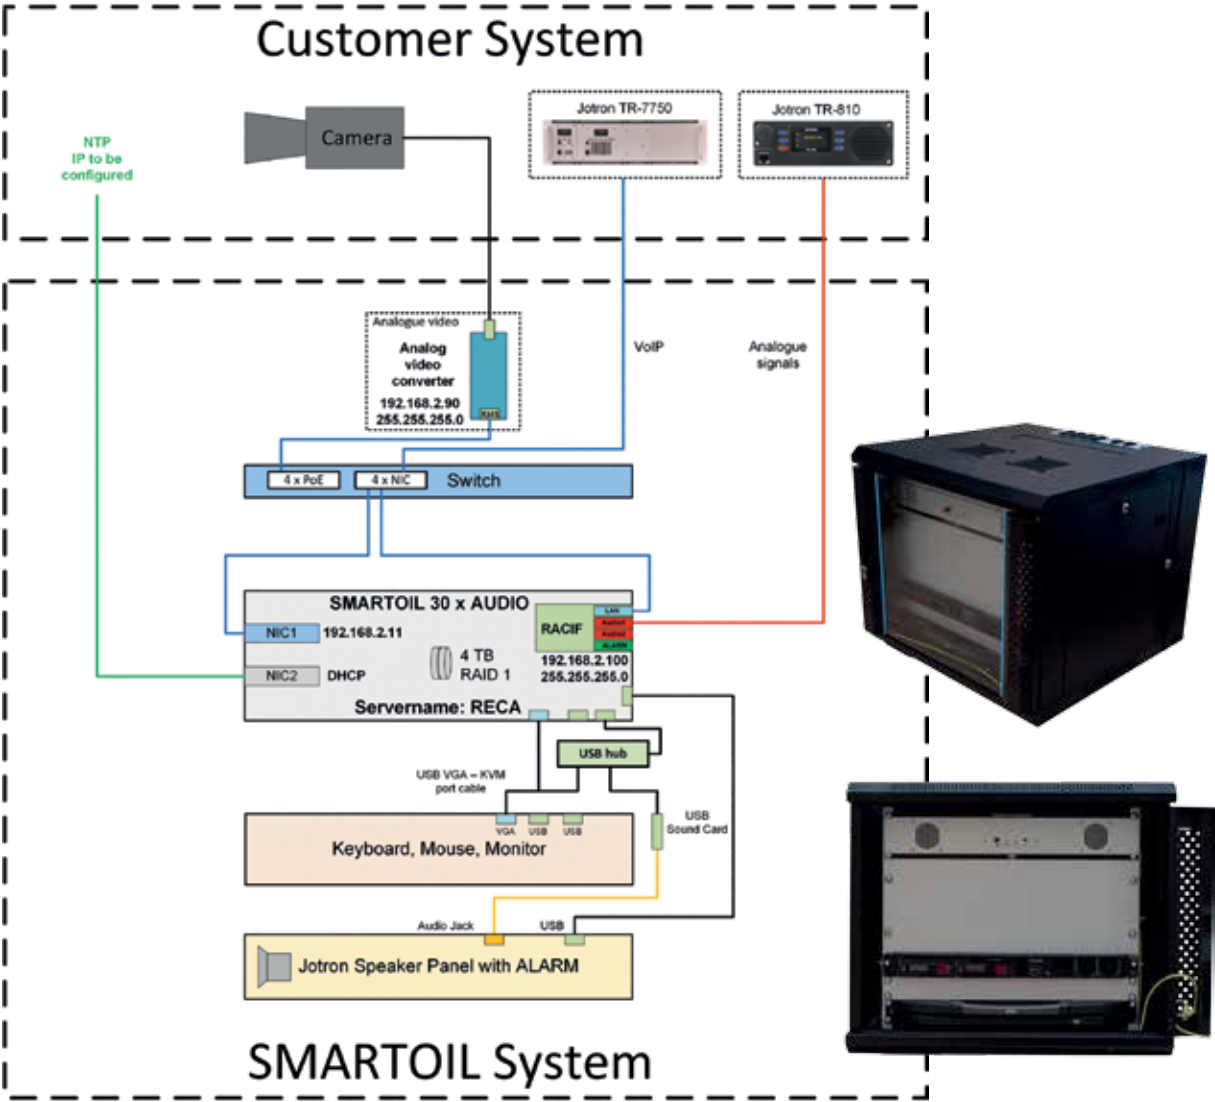 Customer System
Jotron TR-7750
Jotron TR-810
Camera
NTP
IP to be
configured
Analogue video
Analog
video
converter
192.168.2.90
255.255.255.0
VoIP
Analogue
signals
4 x PoE
4 x NIC
Switch
SMARTOIL 30 x AUDIO
LAN
Audio1
Audio2
ALARM
RACIF
NIC1
192.168.2.11
192.168.2.100
255.255.255.0
4 TB
RAID 1
NIC2
DHCP
Servername: RECA
USB hub
USB VGA – KVM
port cable
USB
Sound Card
VGA
USB
USB
Keyboard, Mouse, Monitor
Audio Jack
USB
Jotron Speaker Panel with ALARM
SMARTOIL System